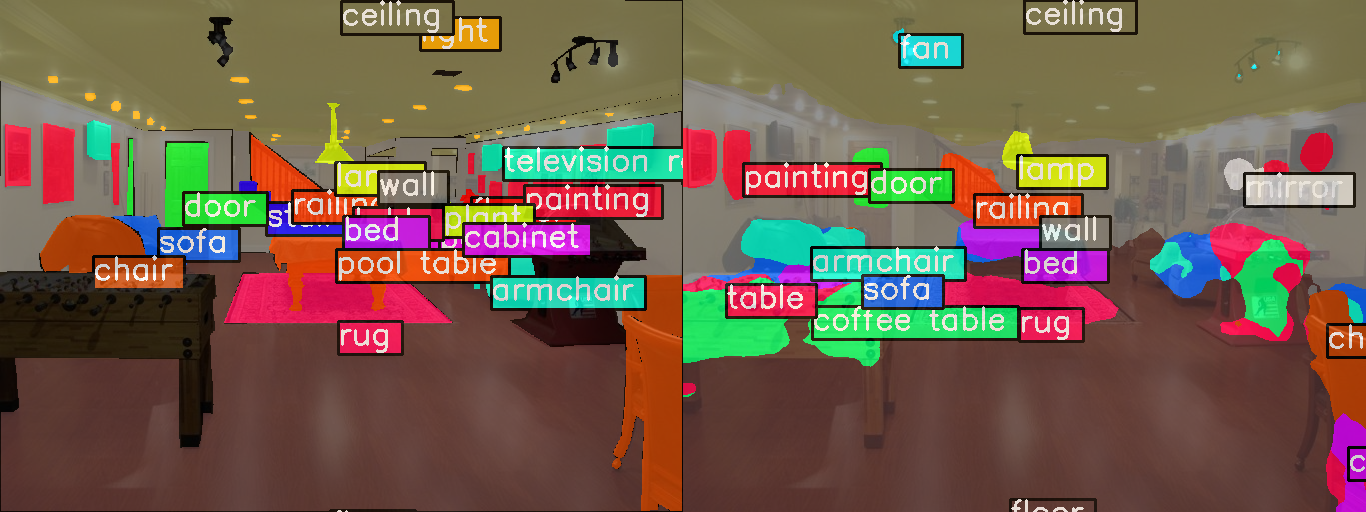 ceiling
television
painting
lamp
wall
door
railing
plant
bed
cabinet
sofa
chair
pool table
armchair
rug
ceiling
fan
painting
door
lamp
mirror
railing
wall
armchair
bed
table
sofa
coffee table
rug
floor